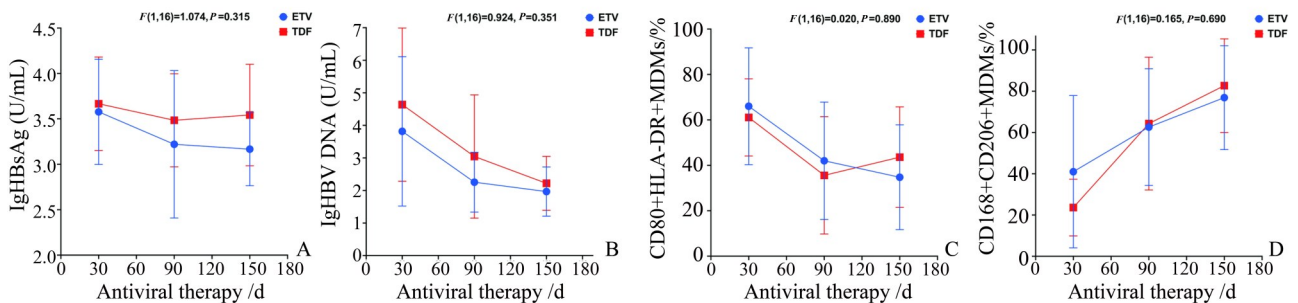 F(1,16)=1.074, P=0.315
ETV
TDF
IgHBsAg (U/mL)
4.5
4.0
3.5
3.0
2.5
2.0
0 30 60 90 120 150 180
Antiviral therapy /d
A
F(1,16)=0.924, P=0.351
ETV
TDF
IgHBV DNA (U/mL)
7
6
5
4
3
2
1
0
0 30 60 90 120 150 180
Antiviral therapy /d
B
F(1,16)=0.020, P=0.890
ETV
TDF
CD80+HLA-DR+MDMs/%
100
80
60
40
20
0
0 30 60 90 120 150 180
Antiviral therapy /d
C
F(1,16)=0.165, P=0.690
ETV
TDF
CD168+CD206+MDMs/%
100
80
60
40
20
0
0 30 60 90 120 150 180
Antiviral therapy /d
D